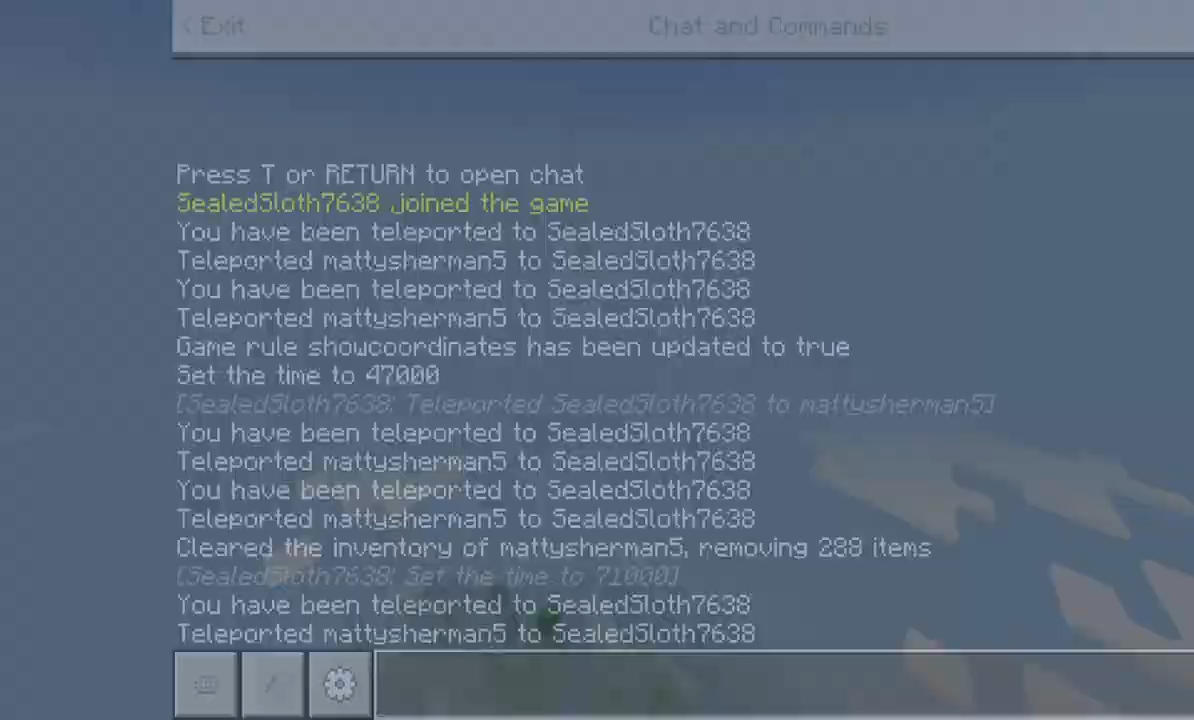 < Exit
Chat and Commands
Press T or RETURN to open chat
SealedSloth7638 joined the game
You have been teleported to SealedSloth7638
Teleported mattysherman5 to SealedSloth7638
You have been teleported to SealedSloth7638
Teleported mattysherman5 to SealedSloth7638
Game rule showcoordinates has been updated to true
Set the time to 47000
[SealedSloth7638: Teleported SealedSloth7638 to mattysherman5]
You have been teleported to SealedSloth7638
Teleported mattysherman5 to SealedSloth7638
You have been teleported to SealedSloth7638
Teleported mattysherman5 to SealedSloth7638
Cleared the inventory of mattysherman5, removing 288 items
[SealedSloth7638: Set the time to 71000]
You have been teleported to SealedSloth7638
Teleported mattysherman5 to SealedSloth7638